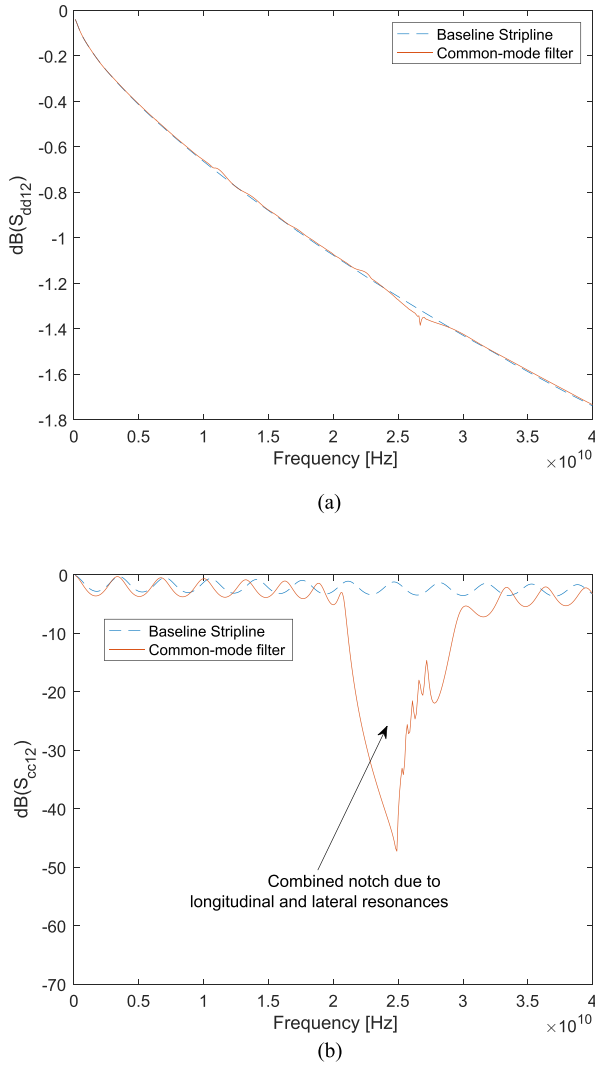 0
-0.2
-0.4
-0.6
-0.8
-1
-1.2
-1.4
-1.6
-1.8
dB(S_dd12)
Baseline Stripline
Common-mode filter
0 0.5 1 1.5 2 2.5 3 3.5 4
Frequency [Hz]
×10^10
(a)
0
-10
-20
-30
-40
-50
-60
-70
dB(S_cc12)
Baseline Stripline
Common-mode filter
Combined notch due to
longitudinal and lateral resonances
0 0.5 1 1.5 2 2.5 3 3.5 4
Frequency [Hz]
×10^10
(b)